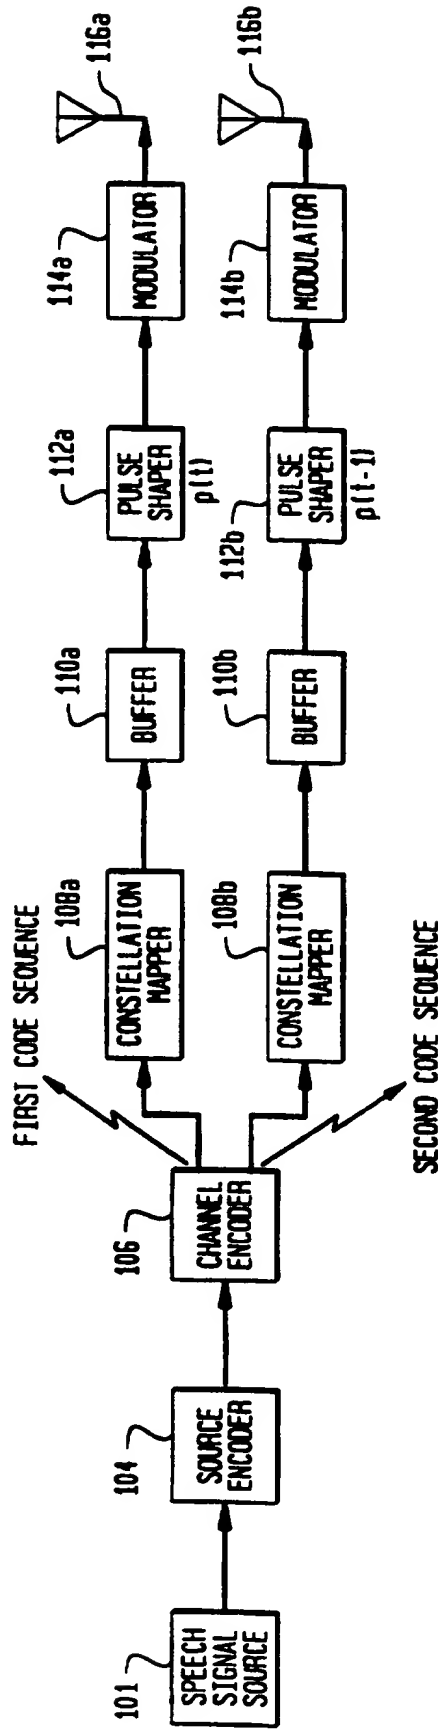 101
SPEECH
SIGNAL
SOURCE
104
SOURCE
ENCODER
106
CHANNEL
ENCODER
FIRST CODE SEQUENCE
SECOND CODE SEQUENCE
108a
CONSTELLATION
MAPPER
110a
BUFFER
112a
PULSE
SHAPER
p(t)
114a
MODULATOR
116a
108b
CONSTELLATION
MAPPER
110b
BUFFER
112b
PULSE
SHAPER
p(t-1)
114b
MODULATOR
116b